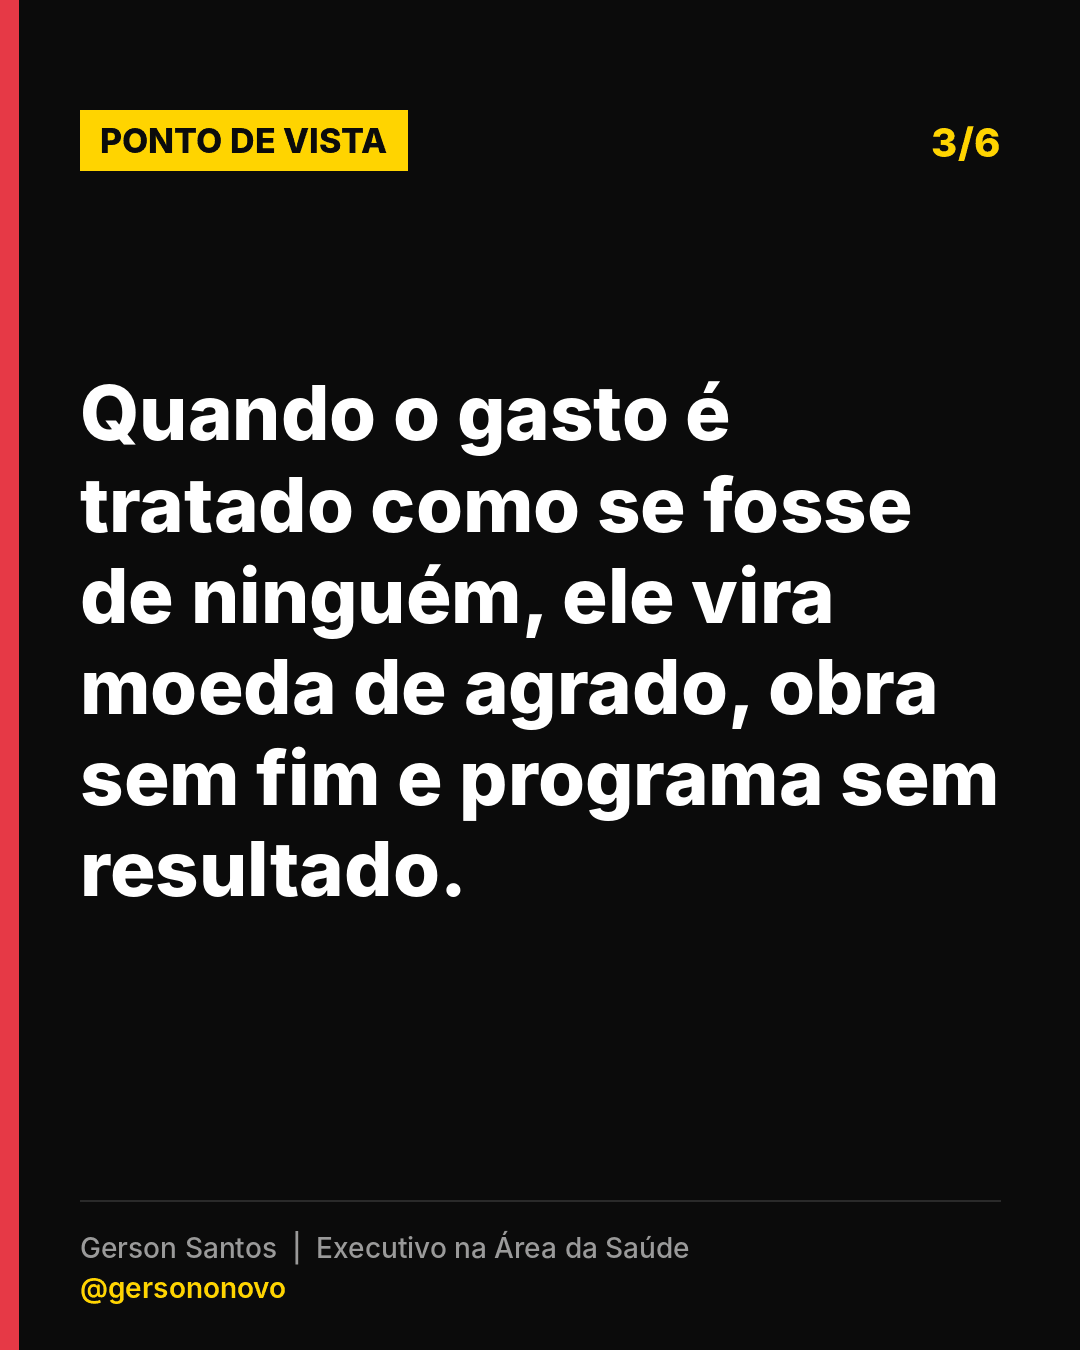 PONTO DE VISTA
3/6
Quando o gasto é
tratado como se fosse
de ninguém, ele vira
moeda de agrado, obra
sem fim e programa sem
resultado.
Gerson Santos | Executivo na Área da Saúde
@gersononovo